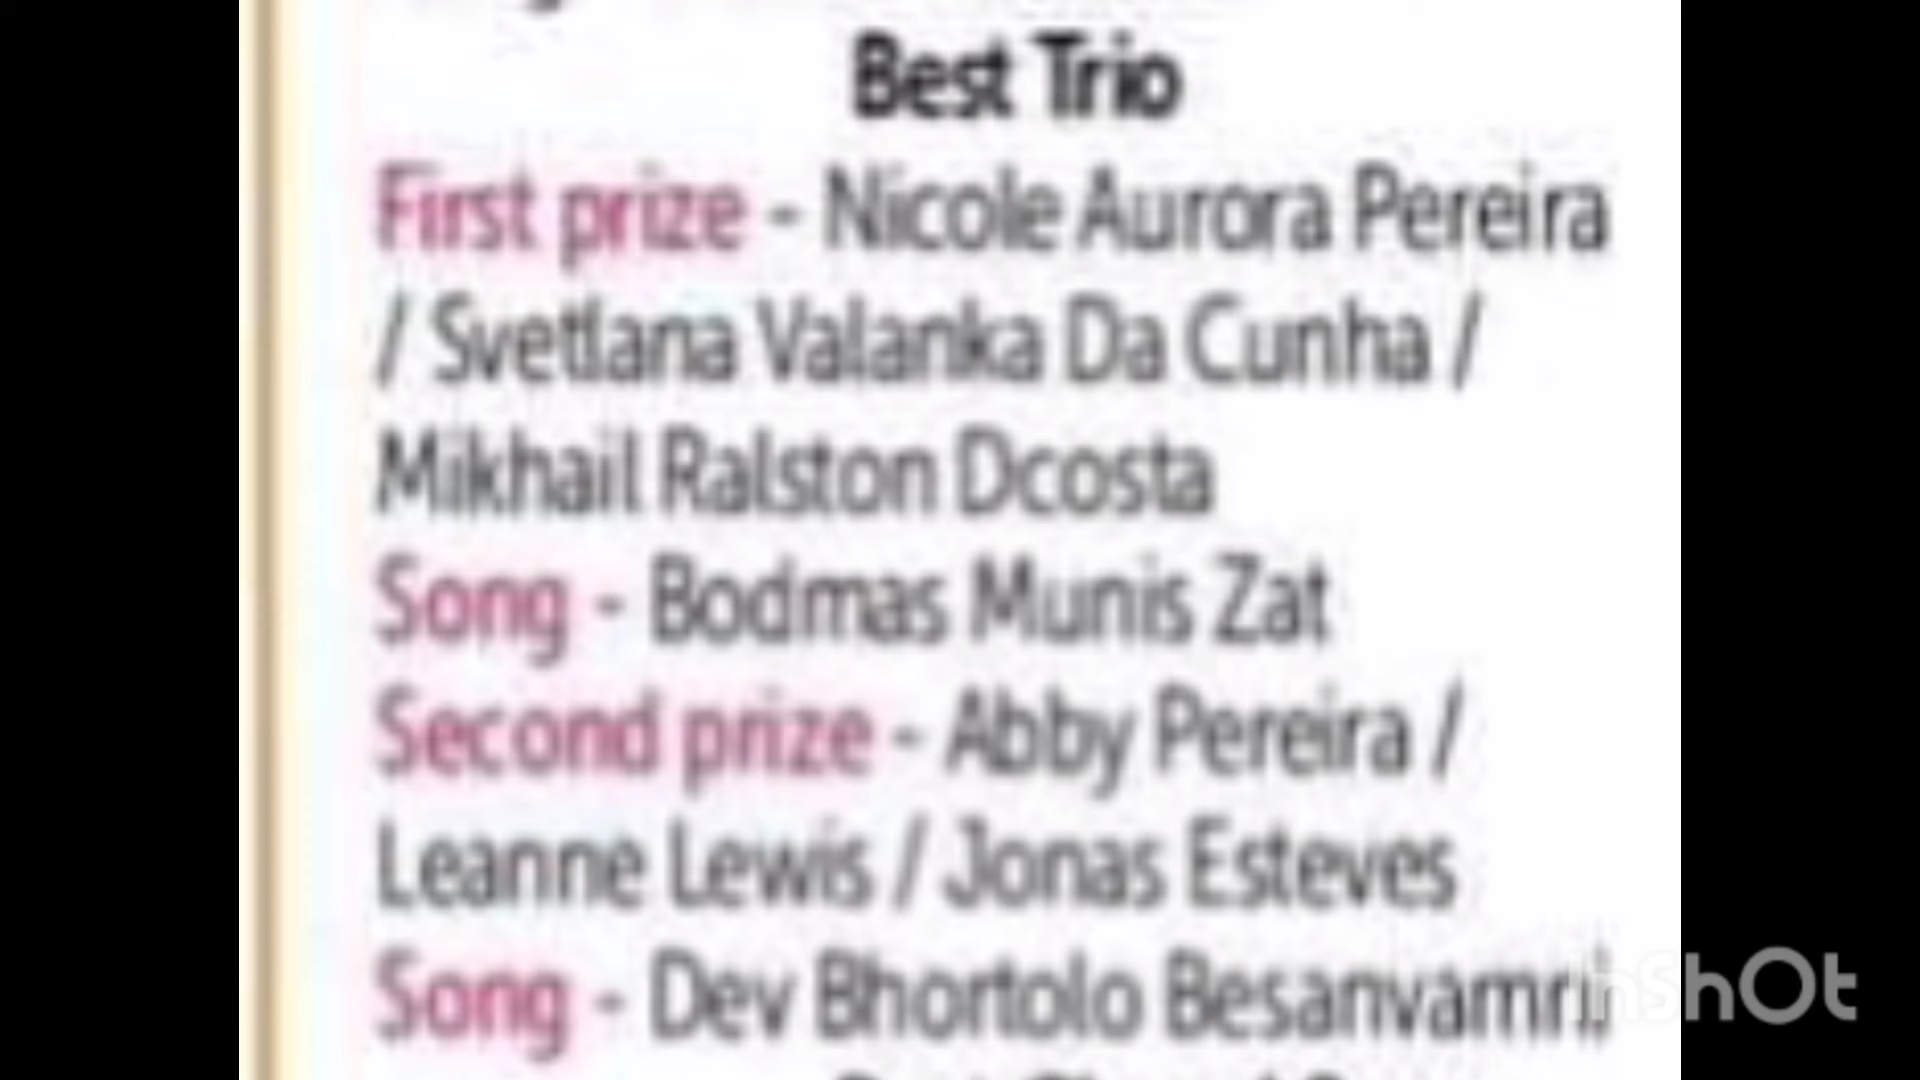 Best Trio
First prize - Nicole Aurora Pereira
/ Svetlana Valanka Da Cunha /
Mikhail Ralston Dcosta
Song - Bodmas Munis Zat
Second prize - Abby Pereira /
Leanne Lewis / Jonas Esteves
Song - Dev Bhortolo Besanvamni
InShOt